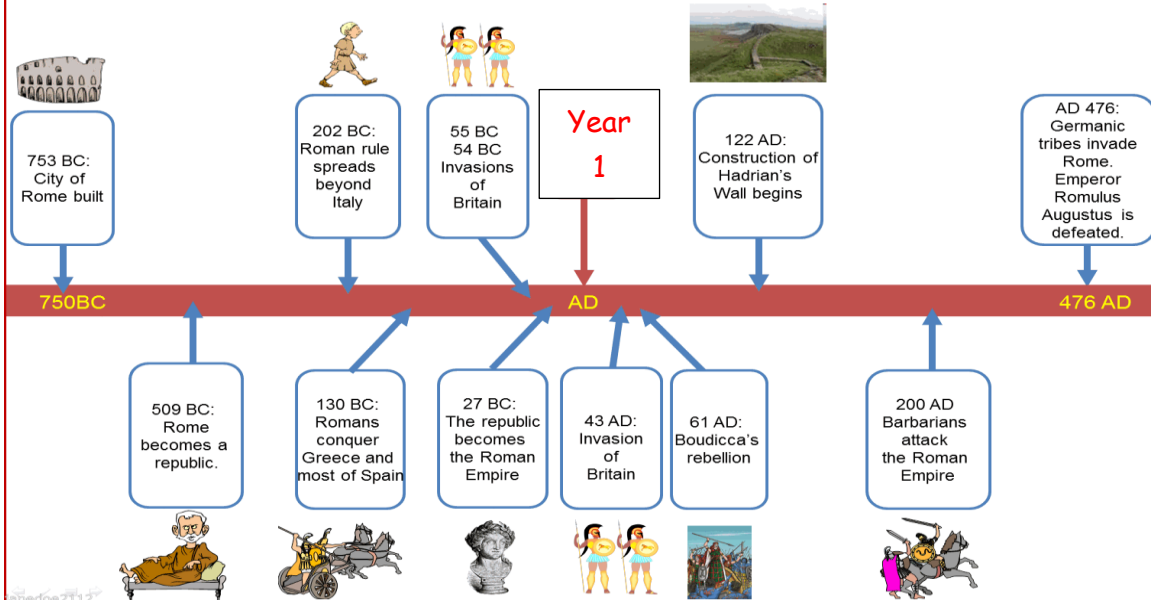 753 BC:
City of
Rome built
202 BC:
Roman rule
spreads
beyond
Italy
55 BC
54 BC
Invasions
of
Britain
Year
1
122 AD:
Construction of
Hadrian's
Wall begins
AD 476:
Germanic
tribes invade
Rome.
Emperor
Romulus
Augustus is
defeated.
750BC
AD
476 AD
509 BC:
Rome
becomes a
republic.
130 BC:
Romans
conquer
Greece and
most of Spain
27 BC:
The republic
becomes
the Roman
Empire
43 AD:
Invasion
of
Britain
61 AD:
Boudicca's
rebellion
200 AD
Barbarians
attack
the Roman
Empire